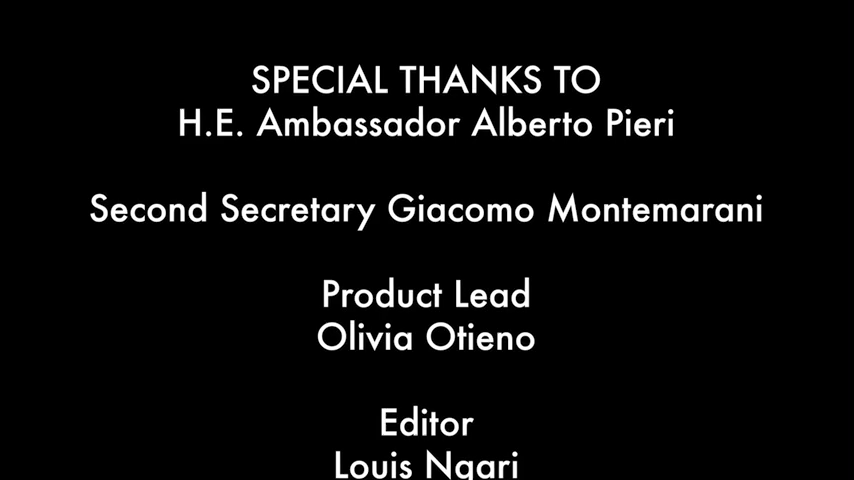 SPECIAL THANKS TO
H.E. Ambassador Alberto Pieri
Second Secretary Giacomo Montemarani
Product Lead
Olivia Otieno
Editor
Louis Ngari